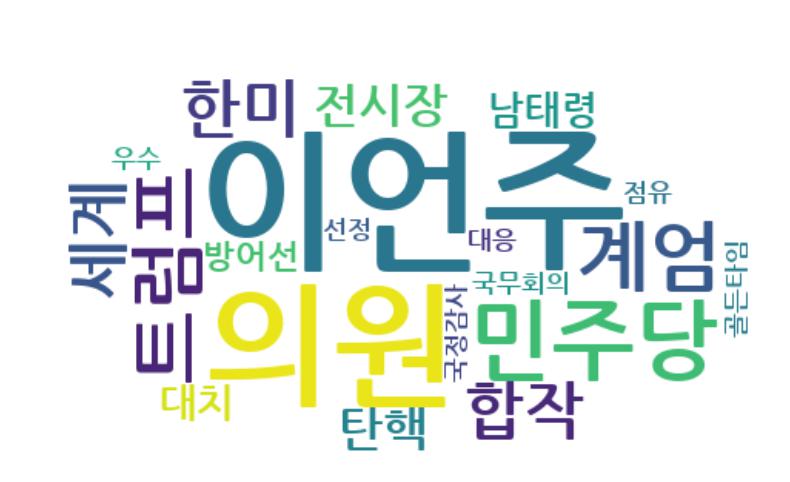 한미
전시장
남태령
우수
이언주
점유
세계
트럼프
방어선
선정
대응
계엄
국무회의
골든타임
의원
국정감사
민주당
대치
탄핵
합작